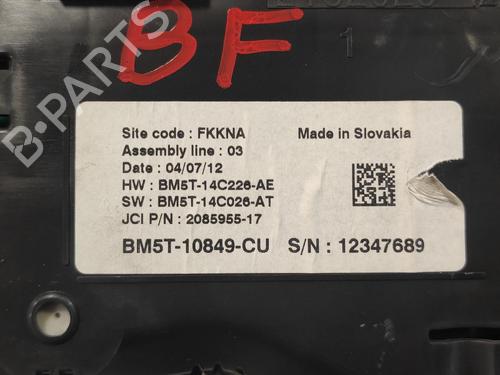 BF
1
Site code : FKKNA
Made in Slovakia
Assembly line : 03
Date : 04/07/12
HW : BM5T-14C226-AE
SW : BM5T-14C026-AT
JCI P/N : 2085955-17
BM5T-10849-CU S/N : 12347689
B-PARTS